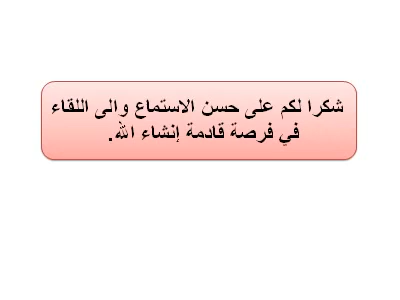 شكرا لكم على حسن الاستماع والى اللقاء
في فرصة قادمة إنشاء الله.